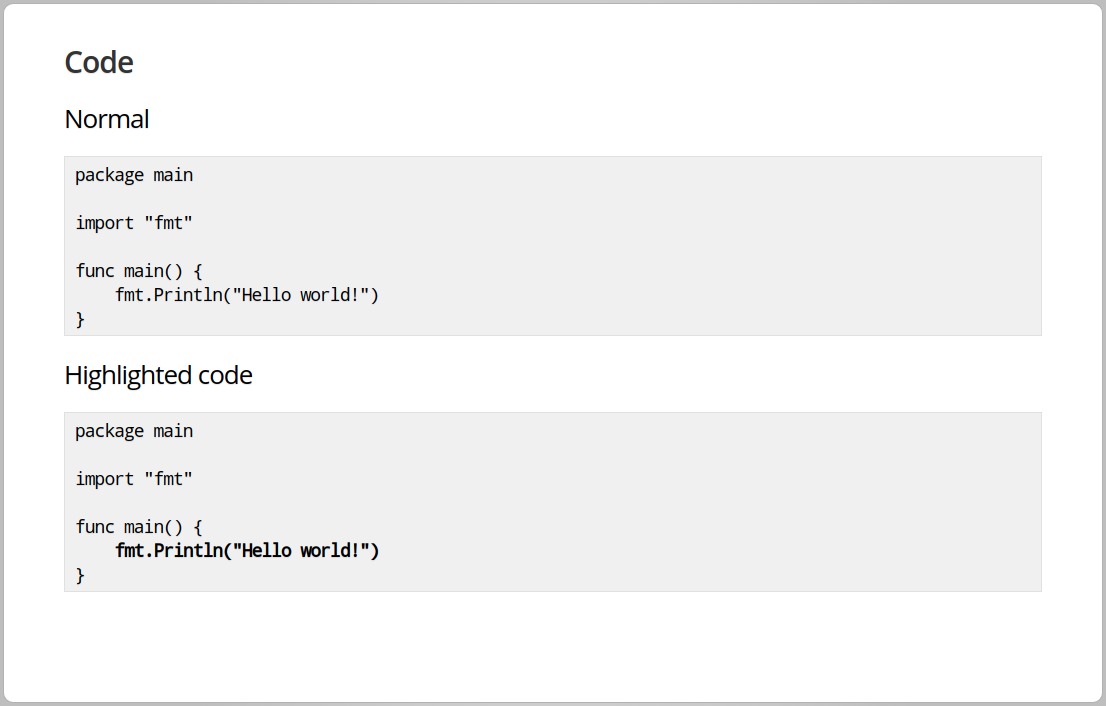 Code
Normal
package main
import "fmt"
func main() {
    fmt.Println("Hello world!")
}
Highlighted code
package main
import "fmt"
func main() {
    fmt.Println("Hello world!")
}